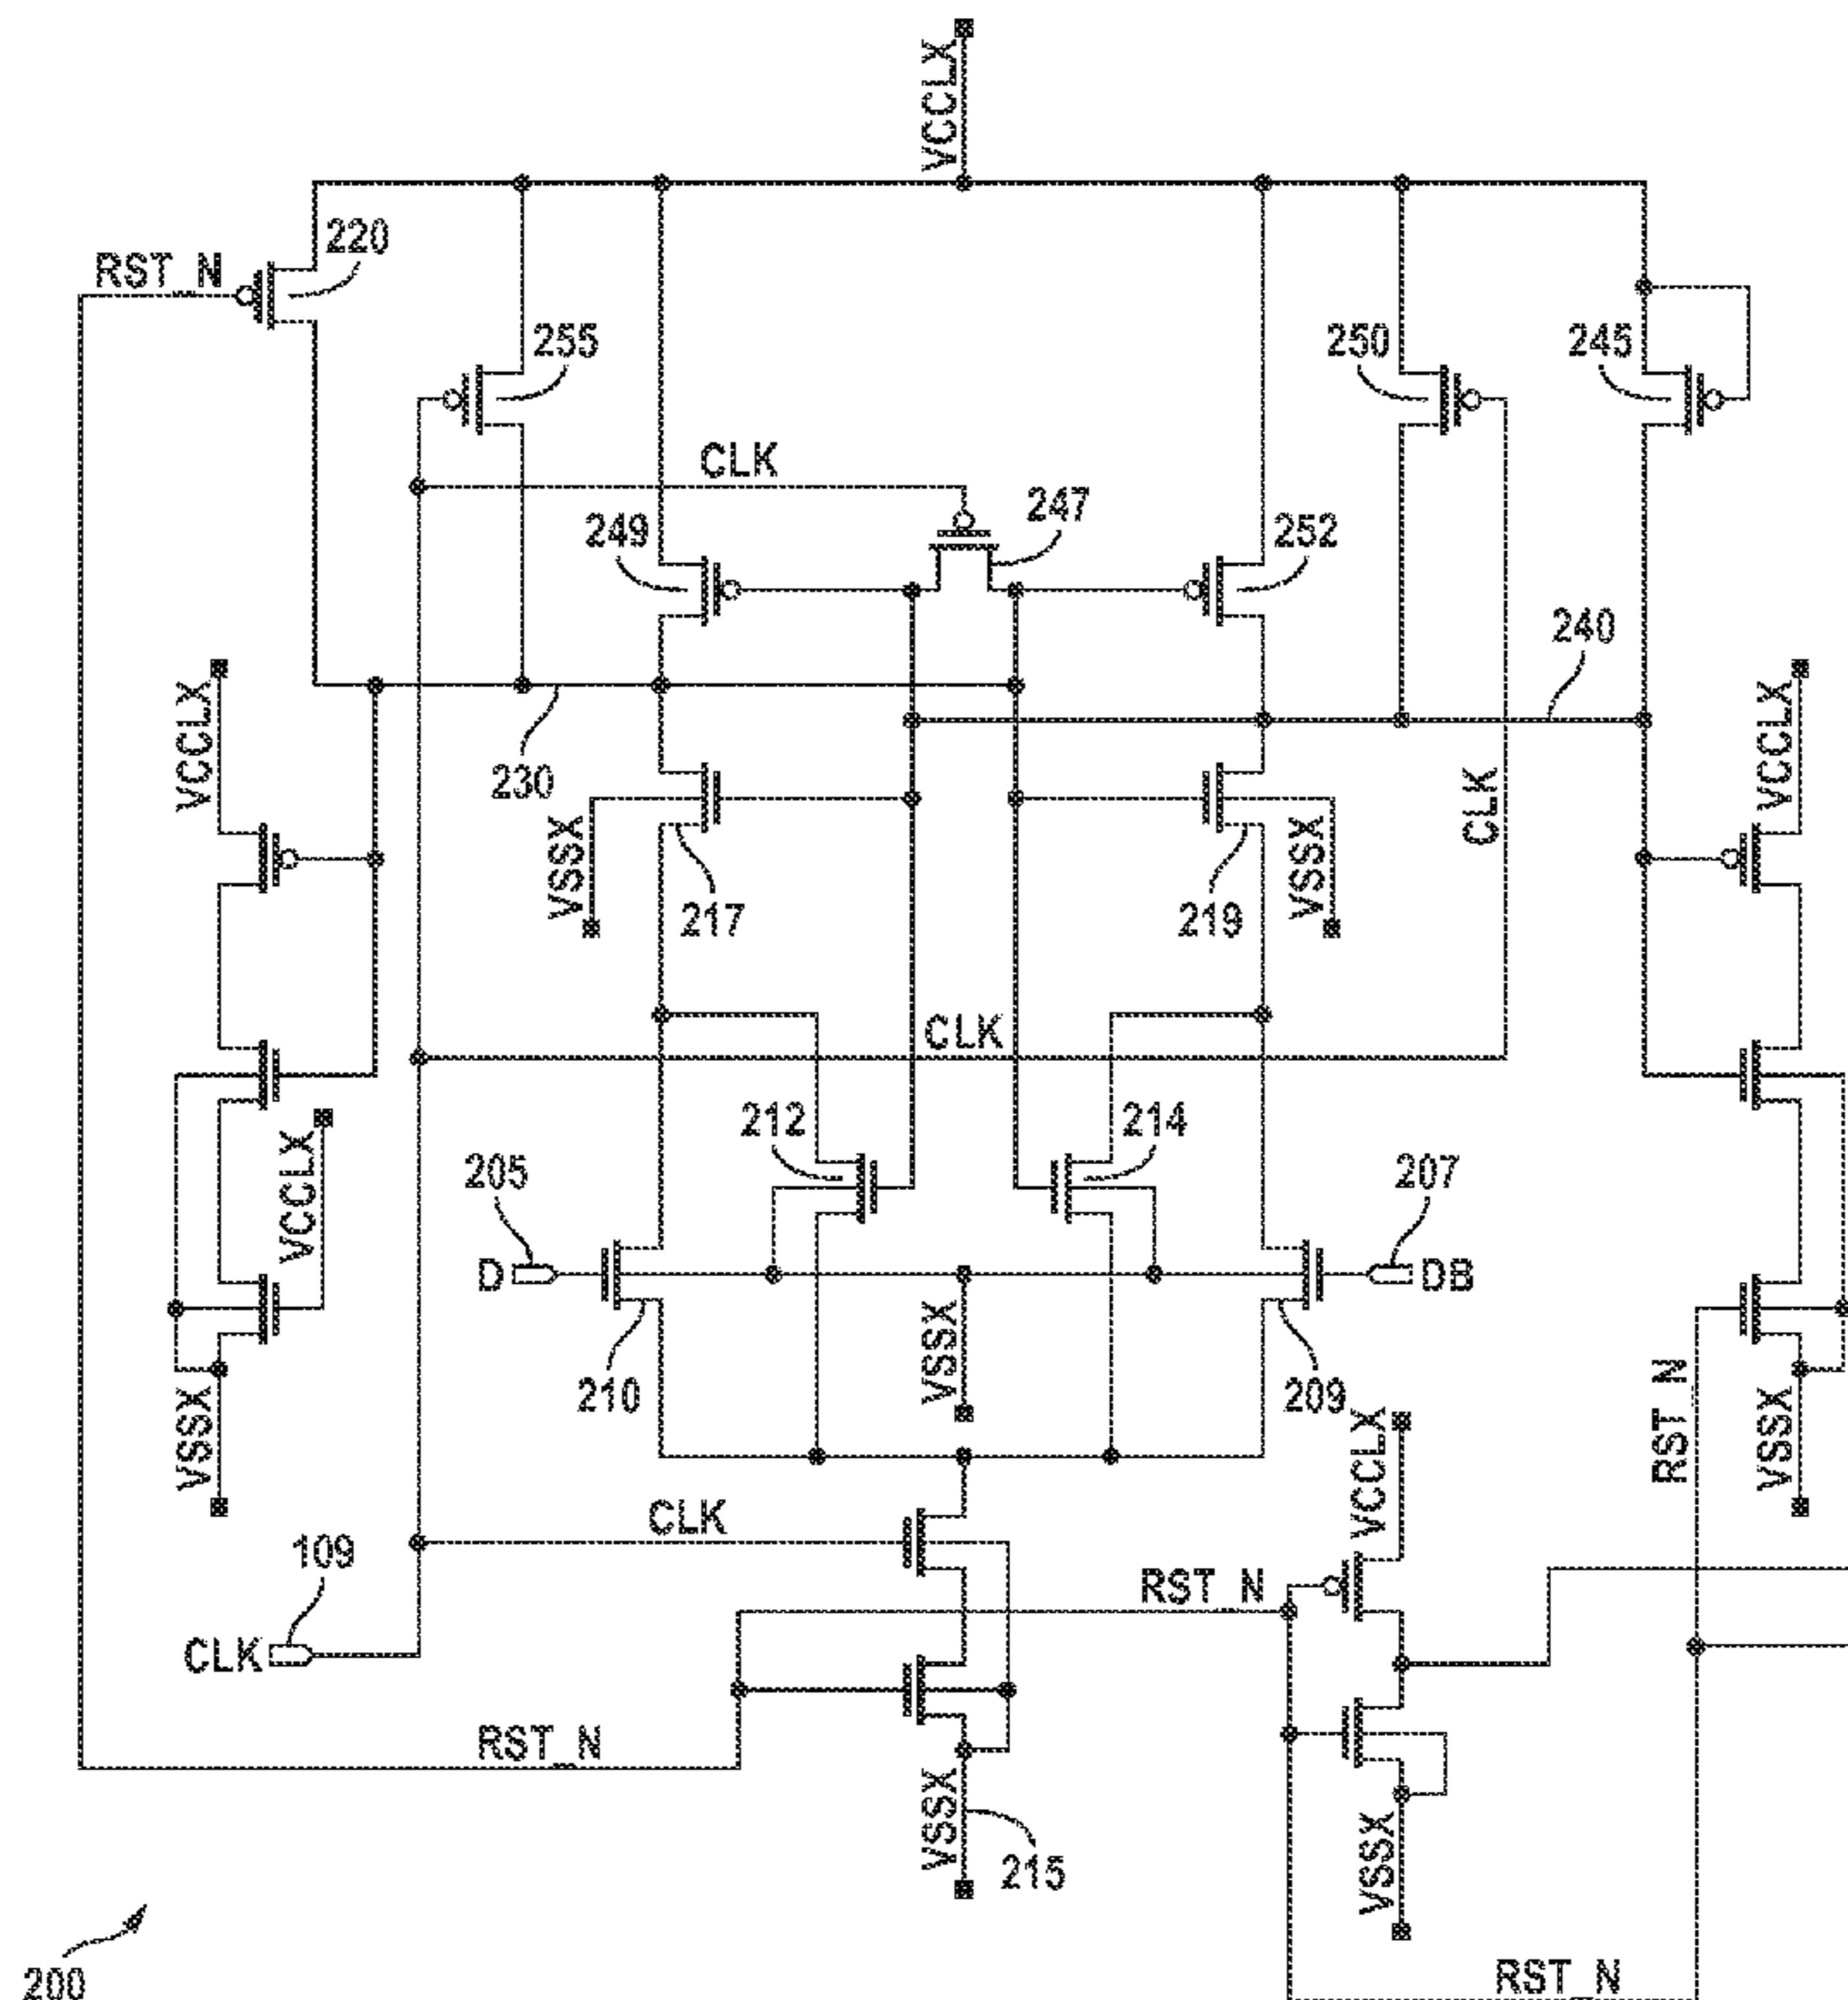 VCCLX
220
RST_N
255
250
245
CLK
247
249
252
240
VCCLX
230
VCCLX
CLK
VSSX
217
219
VSSX
CLK
212
214
VCCLX
205
207
D
DB
210
VSSX
209
VSSX
RST_N
VSSX
VCCLX
CLK
109
RST_N
CLK
RST_N
VSSX
215
VSSX
200
RST_N